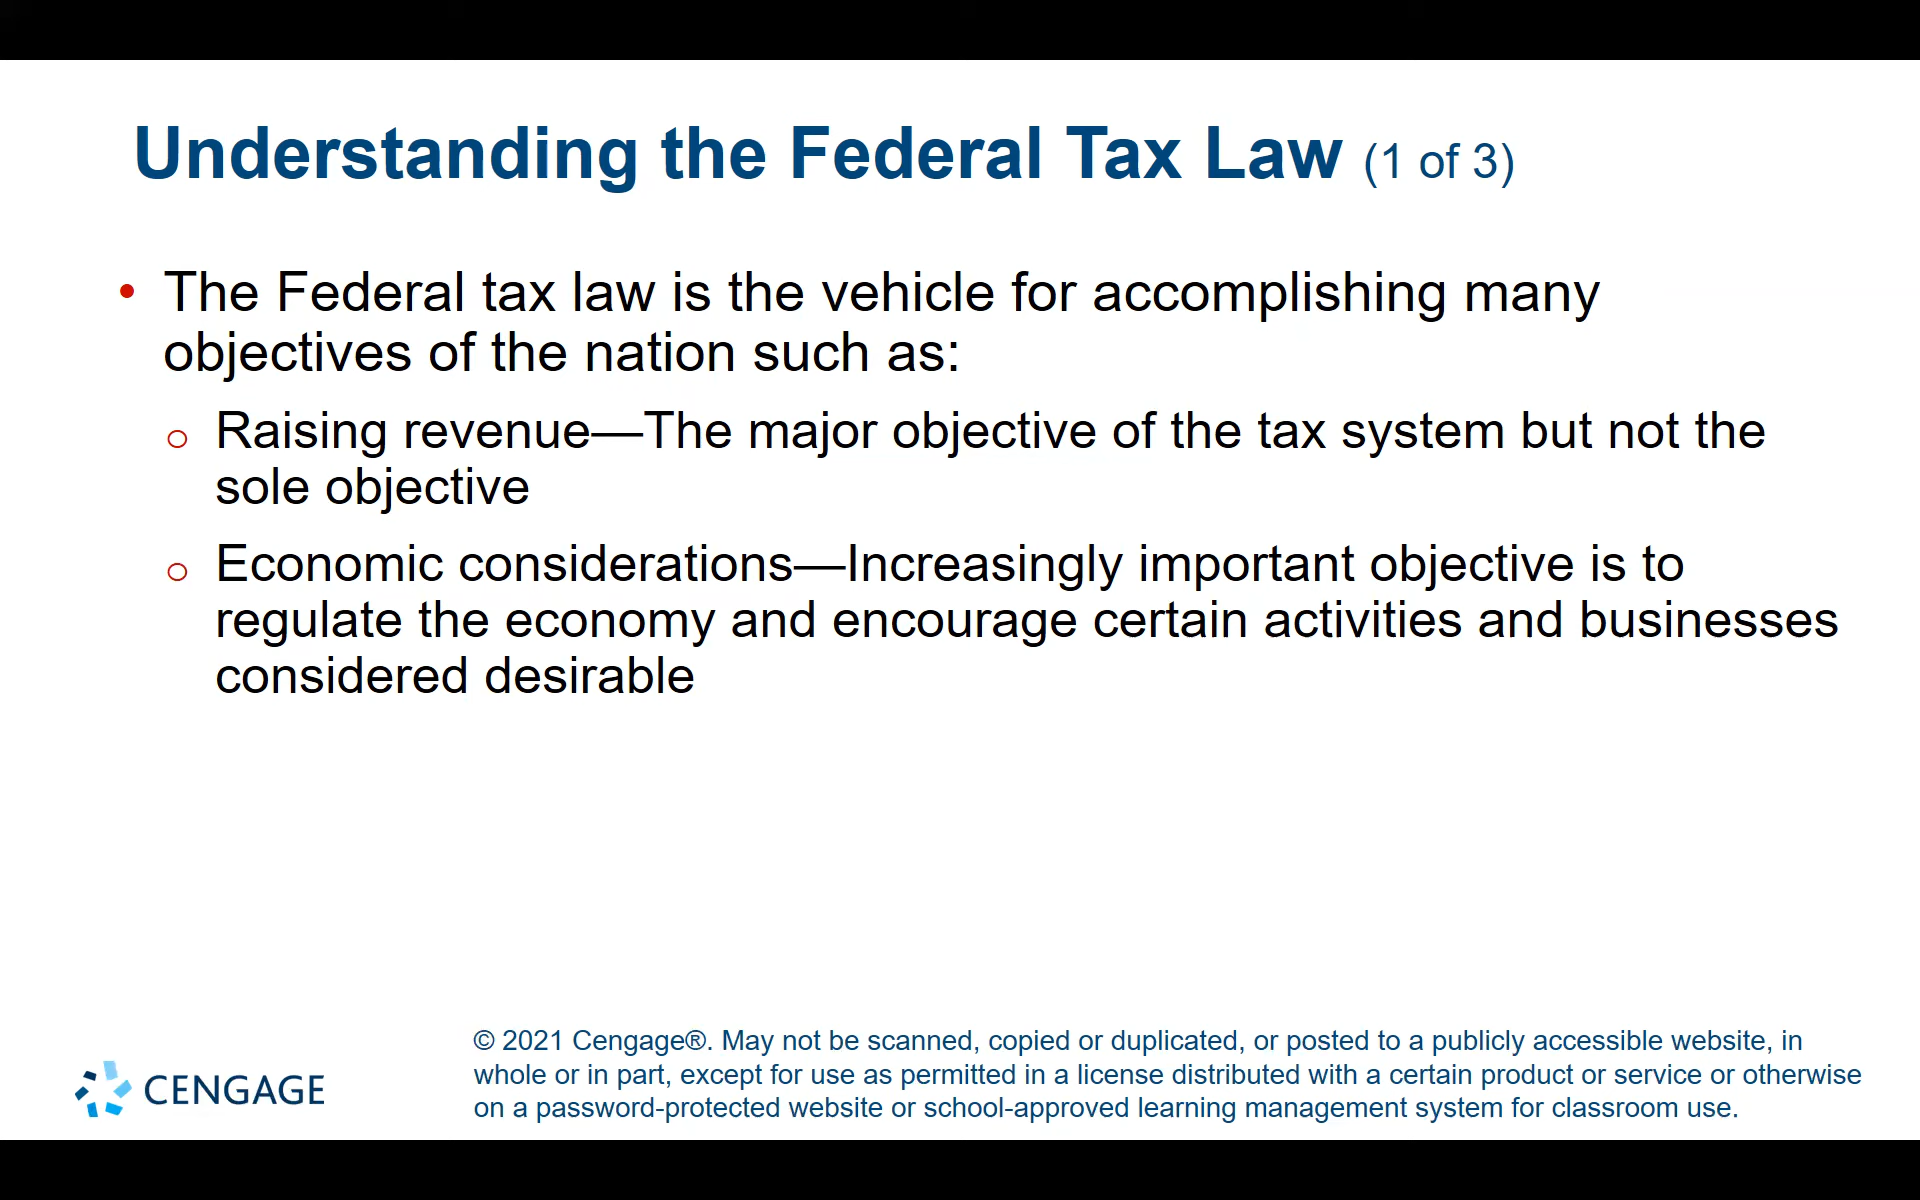 Understanding the Federal Tax Law (1 of 3)
• The Federal tax law is the vehicle for accomplishing many
objectives of the nation such as:
o Raising revenue—The major objective of the tax system but not the
sole objective
o Economic considerations—Increasingly important objective is to
regulate the economy and encourage certain activities and businesses
considered desirable
© 2021 Cengage®. May not be scanned, copied or duplicated, or posted to a publicly accessible website, in
whole or in part, except for use as permitted in a license distributed with a certain product or service or otherwise
on a password-protected website or school-approved learning management system for classroom use.
CENGAGE